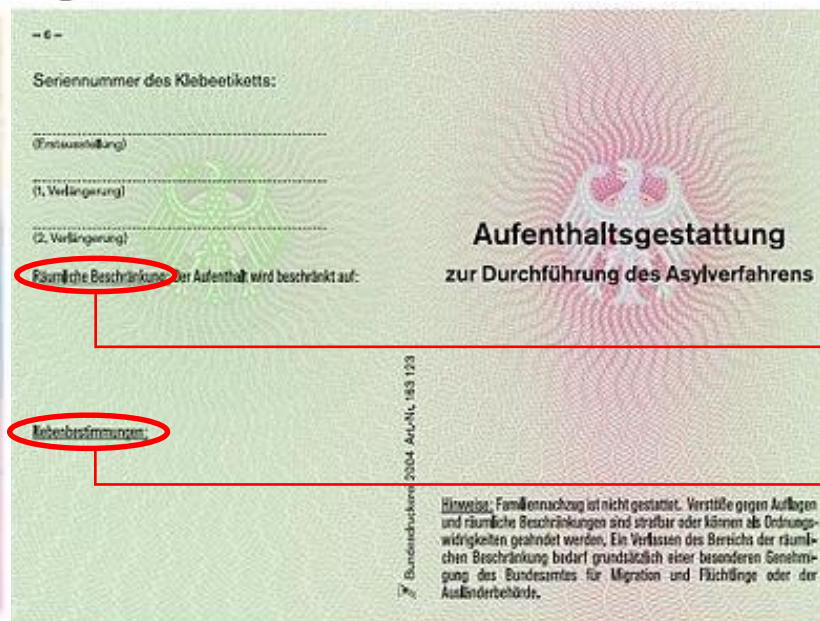 – 6 –
Seriennummer des Klebeetiketts:
(Erstausstellung)
(1. Verlängerung)
(2. Verlängerung)
Räumliche Beschränkung: Der Aufenthalt wird beschränkt auf:
Nebenbestimmungen:
Bundesdruckerei 2004 Art.-Nr. 163 123
Aufenthaltsgestattung
zur Durchführung des Asylverfahrens
Hinweise: Familiennachzug ist nicht gestattet. Verstöße gegen Auflagen
und räumliche Beschränkungen sind strafbar oder können als Ordnungs-
widrigkeiten geahndet werden. Ein Verlassen des Bereichs der räumli-
chen Beschränkung bedarf grundsätzlich einer besonderen Genehmi-
gung des Bundesamtes für Migration und Flüchtlinge oder der
Ausländerbehörde.